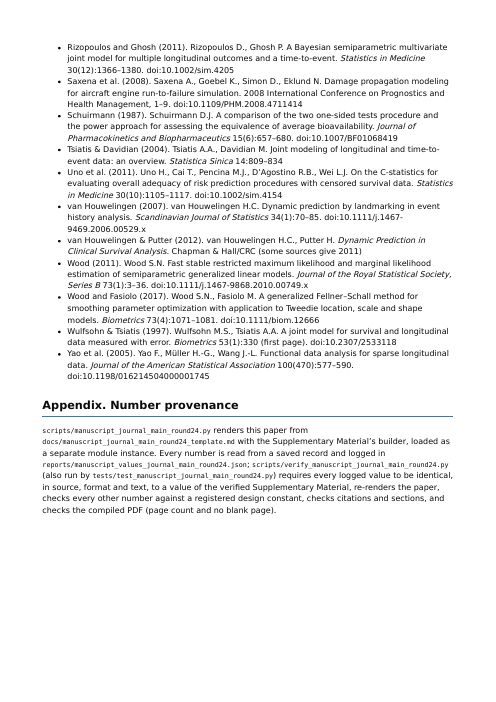 • Rizopoulos and Ghosh (2011). Rizopoulos D., Ghosh P. A Bayesian semiparametric multivariate
joint model for multiple longitudinal outcomes and a time-to-event. Statistics in Medicine
30(12):1366–1380. doi:10.1002/sim.4205
• Saxena et al. (2008). Saxena A., Goebel K., Simon D., Eklund N. Damage propagation modeling
for aircraft engine run-to-failure simulation. 2008 International Conference on Prognostics and
Health Management, 1–9. doi:10.1109/PHM.2008.4711414
• Schuirmann (1987). Schuirmann D.J. A comparison of the two one-sided tests procedure and
the power approach for assessing the equivalence of average bioavailability. Journal of
Pharmacokinetics and Biopharmaceutics 15(6):657–680. doi:10.1007/BF01068419
• Tsiatis & Davidian (2004). Tsiatis A.A., Davidian M. Joint modeling of longitudinal and time-to-
event data: an overview. Statistica Sinica 14:809–834
• Uno et al. (2011). Uno H., Cai T., Pencina M.J., D’Agostino R.B., Wei L.J. On the C-statistics for
evaluating overall adequacy of risk prediction procedures with censored survival data. Statistics
in Medicine 30(10):1105–1117. doi:10.1002/sim.4154
• van Houwelingen (2007). van Houwelingen H.C. Dynamic prediction by landmarking in event
history analysis. Scandinavian Journal of Statistics 34(1):70–85. doi:10.1111/j.1467-
9469.2006.00529.x
• van Houwelingen & Putter (2012). van Houwelingen H.C., Putter H. Dynamic Prediction in
Clinical Survival Analysis. Chapman & Hall/CRC (some sources give 2011)
• Wood (2011). Wood S.N. Fast stable restricted maximum likelihood and marginal likelihood
estimation of semiparametric generalized linear models. Journal of the Royal Statistical Society,
Series B 73(1):3–36. doi:10.1111/j.1467-9868.2010.00749.x
• Wood and Fasiolo (2017). Wood S.N., Fasiolo M. A generalized Fellner–Schall method for
smoothing parameter optimization with application to Tweedie location, scale and shape
models. Biometrics 73(4):1071–1081. doi:10.1111/biom.12666
• Wulfsohn & Tsiatis (1997). Wulfsohn M.S., Tsiatis A.A. A joint model for survival and longitudinal
data measured with error. Biometrics 53(1):330 (first page). doi:10.2307/2533118
• Yao et al. (2005). Yao F., Müller H.-G., Wang J.-L. Functional data analysis for sparse longitudinal
data. Journal of the American Statistical Association 100(470):577–590.
doi:10.1198/016214504000001745
Appendix. Number provenance
scripts/manuscript_journal_main_round24.py renders this paper from
docs/manuscript_journal_main_round24_template.md with the Supplementary Material’s builder, loaded as
a separate module instance. Every number is read from a saved record and logged in
reports/manuscript_values_journal_main_round24.json; scripts/verify_manuscript_journal_main_round24.py
(also run by tests/test_manuscript_journal_main_round24.py) requires every logged value to be identical,
in source, format and text, to a value of the verified Supplementary Material, re-renders the paper,
checks every other number against a registered design constant, checks citations and sections, and
checks the compiled PDF (page count and no blank page).